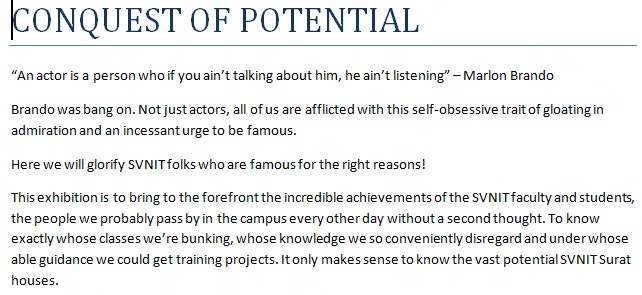 CONQUEST OF POTENTIAL
“An actor is a person who if you ain’t talking about him, he ain’t listening” – Marlon Brando
Brando was bang on. Not just actors, all of us are afflicted with this self-obsessive trait of gloating in
admiration and an incessant urge to be famous.
Here we will glorify SVNIT folks who are famous for the right reasons!
This exhibition is to bring to the forefront the incredible achievements of the SVNIT faculty and students,
the people we probably pass by in the campus every other day without a second thought. To know
exactly whose classes we’re bunking, whose knowledge we so conveniently disregard and under whose
able guidance we could get training projects. It only makes sense to know the vast potential SVNIT Surat
houses.